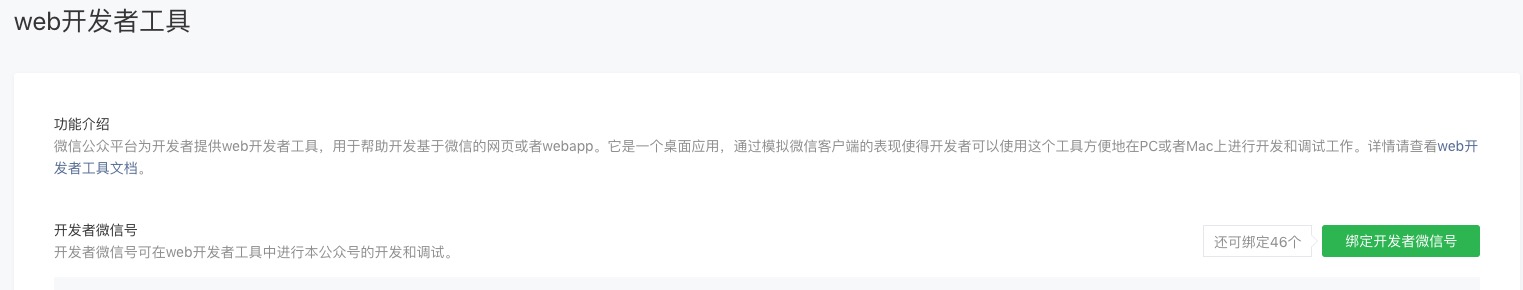 web开发者工具
功能介绍
微信公众平台为开发者提供web开发者工具，用于帮助开发基于微信的网页或者webapp。它是一个桌面应用，通过模拟微信客户端的表现使得开发者可以使用这个工具方便地在PC或者Mac上进行开发和调试工作。详情请查看web开
发者工具文档。
开发者微信号
开发者微信号可在web开发者工具中进行本公众号的开发和调试。
还可绑定46个
绑定开发者微信号